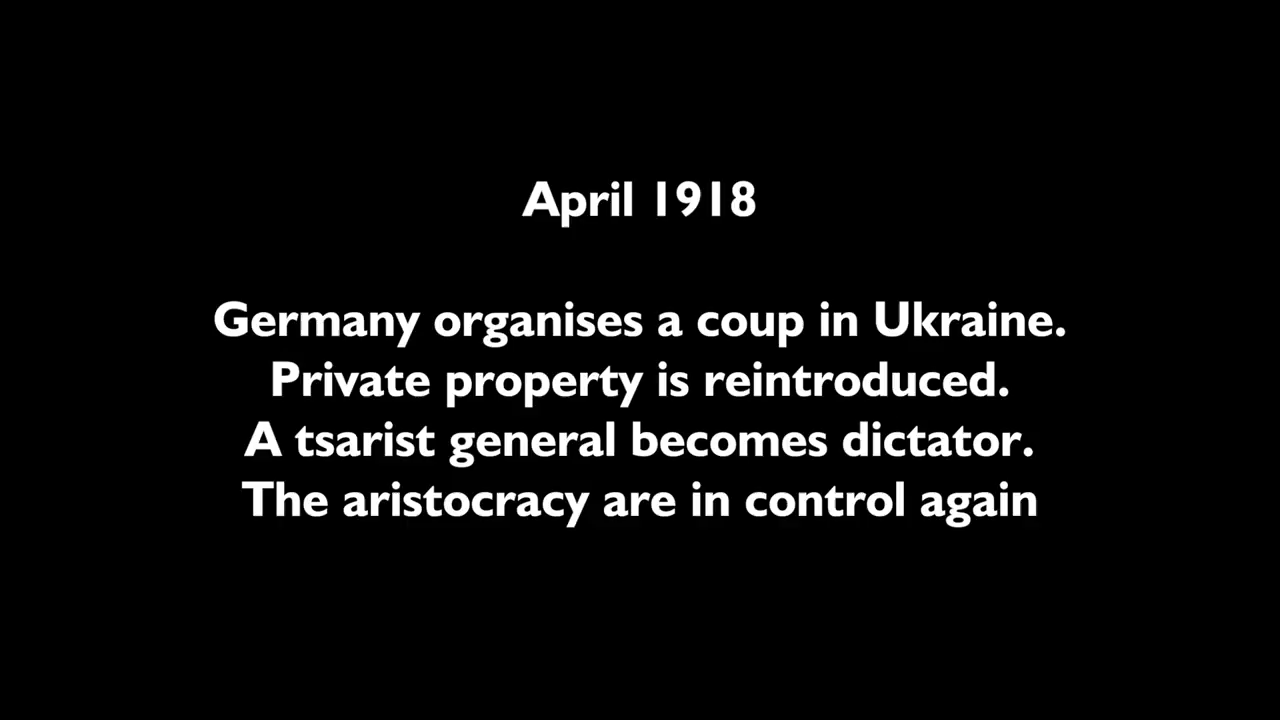 April 1918
Germany organises a coup in Ukraine.
Private property is reintroduced.
A tsarist general becomes dictator.
The aristocracy are in control again